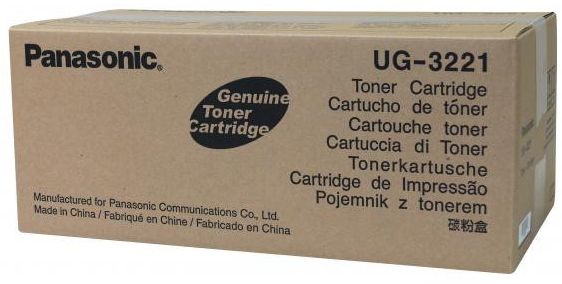 Panasonic®
Genuine
Toner
Cartridge
UG-3221
Toner Cartridge
Cartucho de tóner
Cartouche toner
Cartuccia di Toner
Tonerkartusche
Cartridge de Impressão
Pojemnik z tonerem
碳粉盒
Manufactured for Panasonic Communications Co., Ltd.
Made in China / Fabriqué en Chine / Fabricado en China